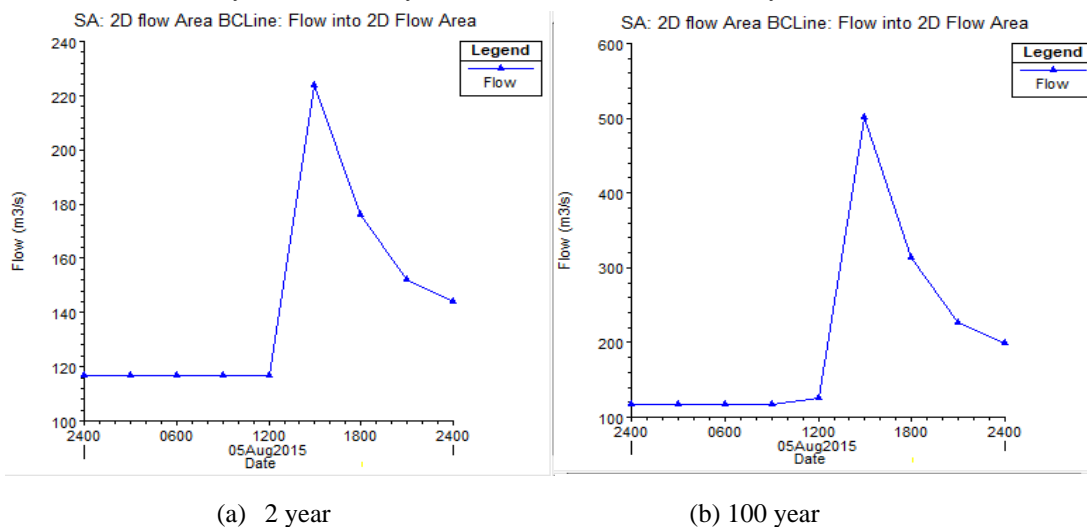 SA: 2D flow Area BCLine: Flow into 2D Flow Area
Legend
Flow
Flow (m3/s)
240
220
200
180
160
140
120
100
2400
0600
1200
1800
2400
05Aug2015
Date
(a) 2 year
SA: 2D flow Area BCLine: Flow into 2D Flow Area
Legend
Flow
Flow (m3/s)
600
500
400
300
200
100
2400
0600
1200
1800
2400
05Aug2015
Date
(b) 100 year